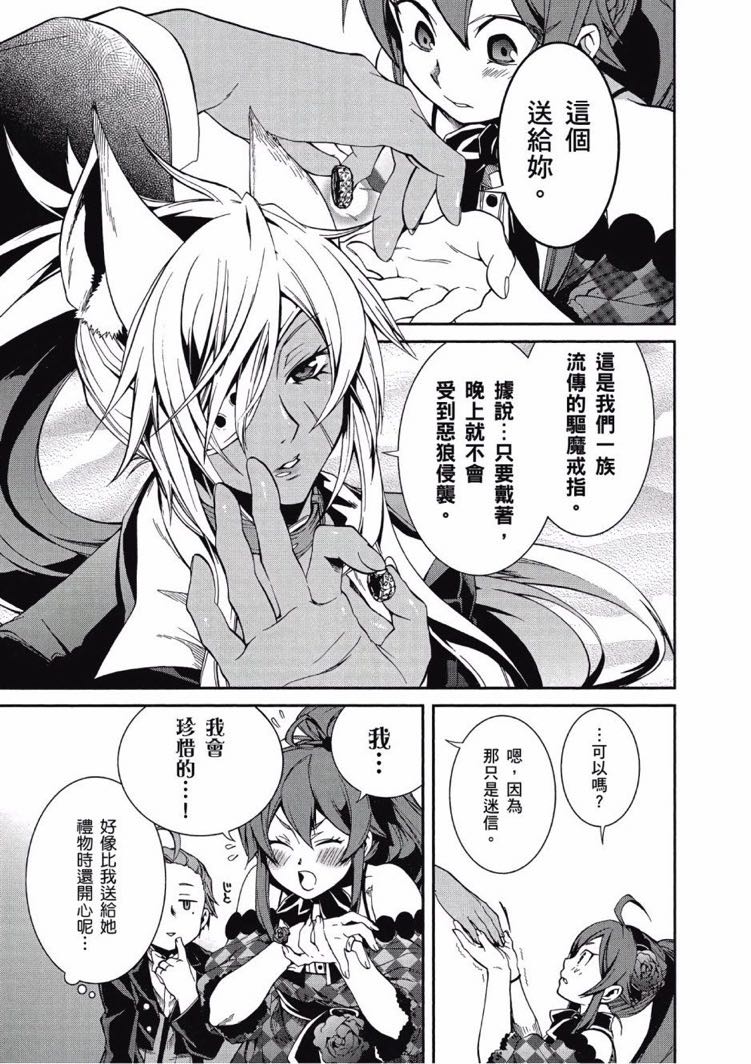 這個
送給妳。
這是我們一族
流傳的驅魔戒指。
據說…只要戴著，
晚上就不會
受到惡狼侵襲。
…可以嗎？
嗯，因為
那只是迷信。
我…
我會
珍惜的…！
じと
好像比我送給她
禮物時還開心呢…